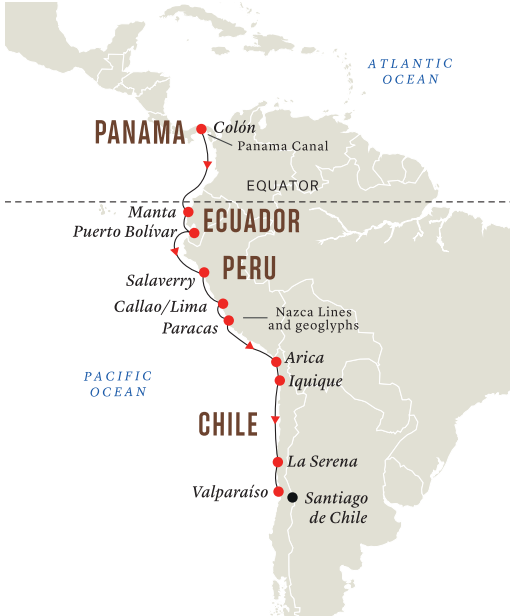 ATLANTIC
OCEAN
PANAMA
Colón
Panama Canal
EQUATOR
Manta
ECUADOR
Puerto Bolívar
PERU
Salaverry
Callao/Lima
Nazca Lines
and geoglyphs
Paracas
Arica
PACIFIC
OCEAN
Iquique
CHILE
La Serena
Valparaíso
Santiago
de Chile